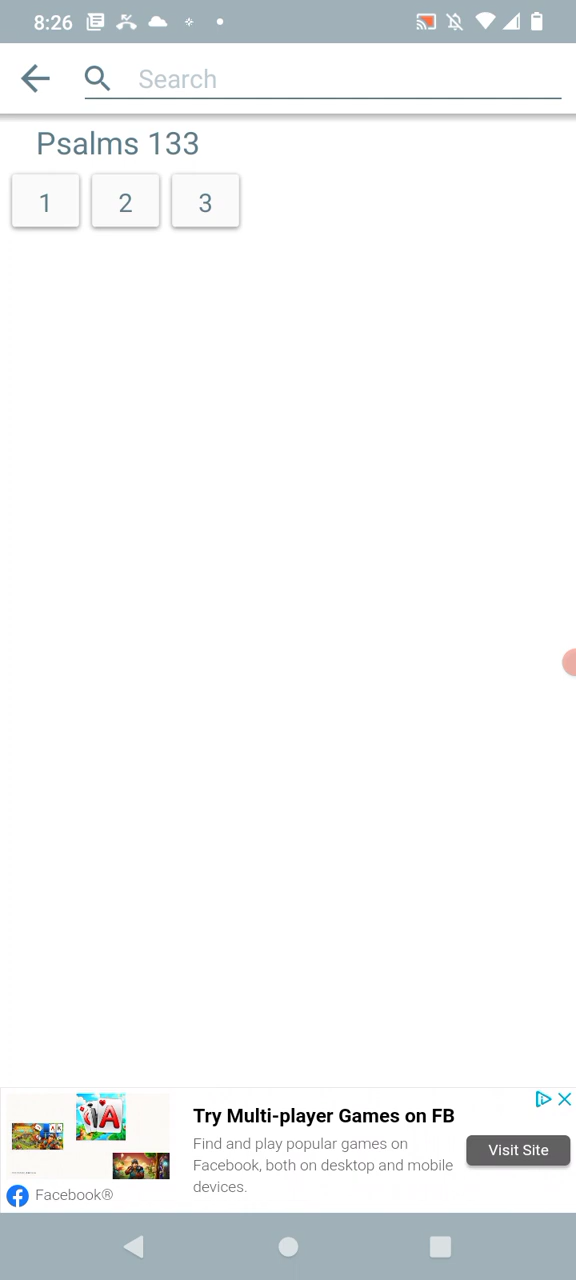 8:26
Search
Psalms 133
1 2 3
Try Multi-player Games on FB
Find and play popular games on
Facebook, both on desktop and mobile
devices.
Visit Site
Facebook®